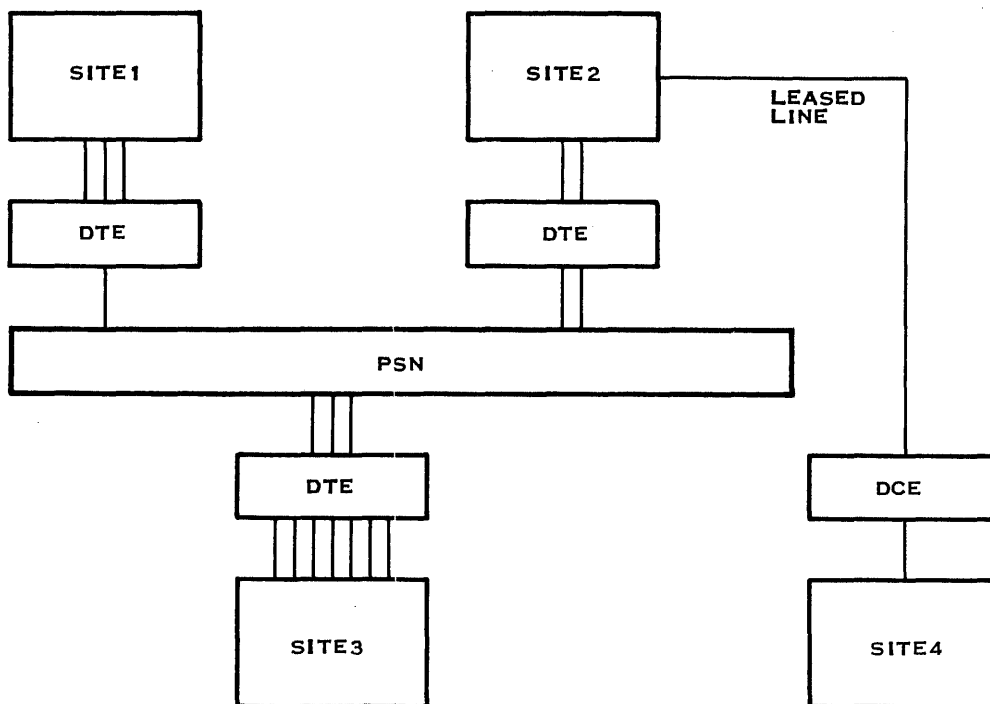 SITE1
SITE2
LEASED
LINE
DTE
DTE
PSN
DTE
DCE
SITE3
SITE4